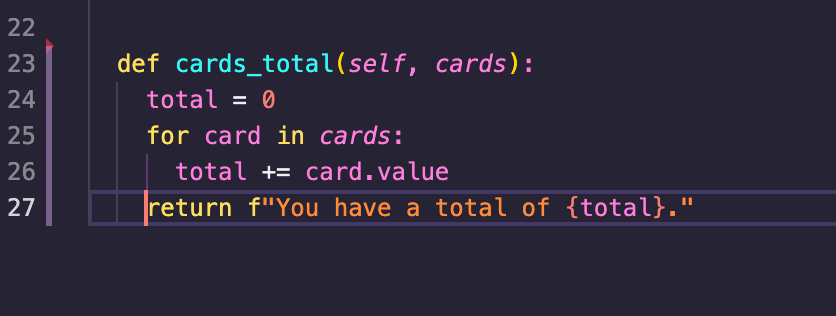 22
23 def cards_total(self, cards):
24 total = 0
25 for card in cards:
26 total += card.value
27 return f"You have a total of {total}."